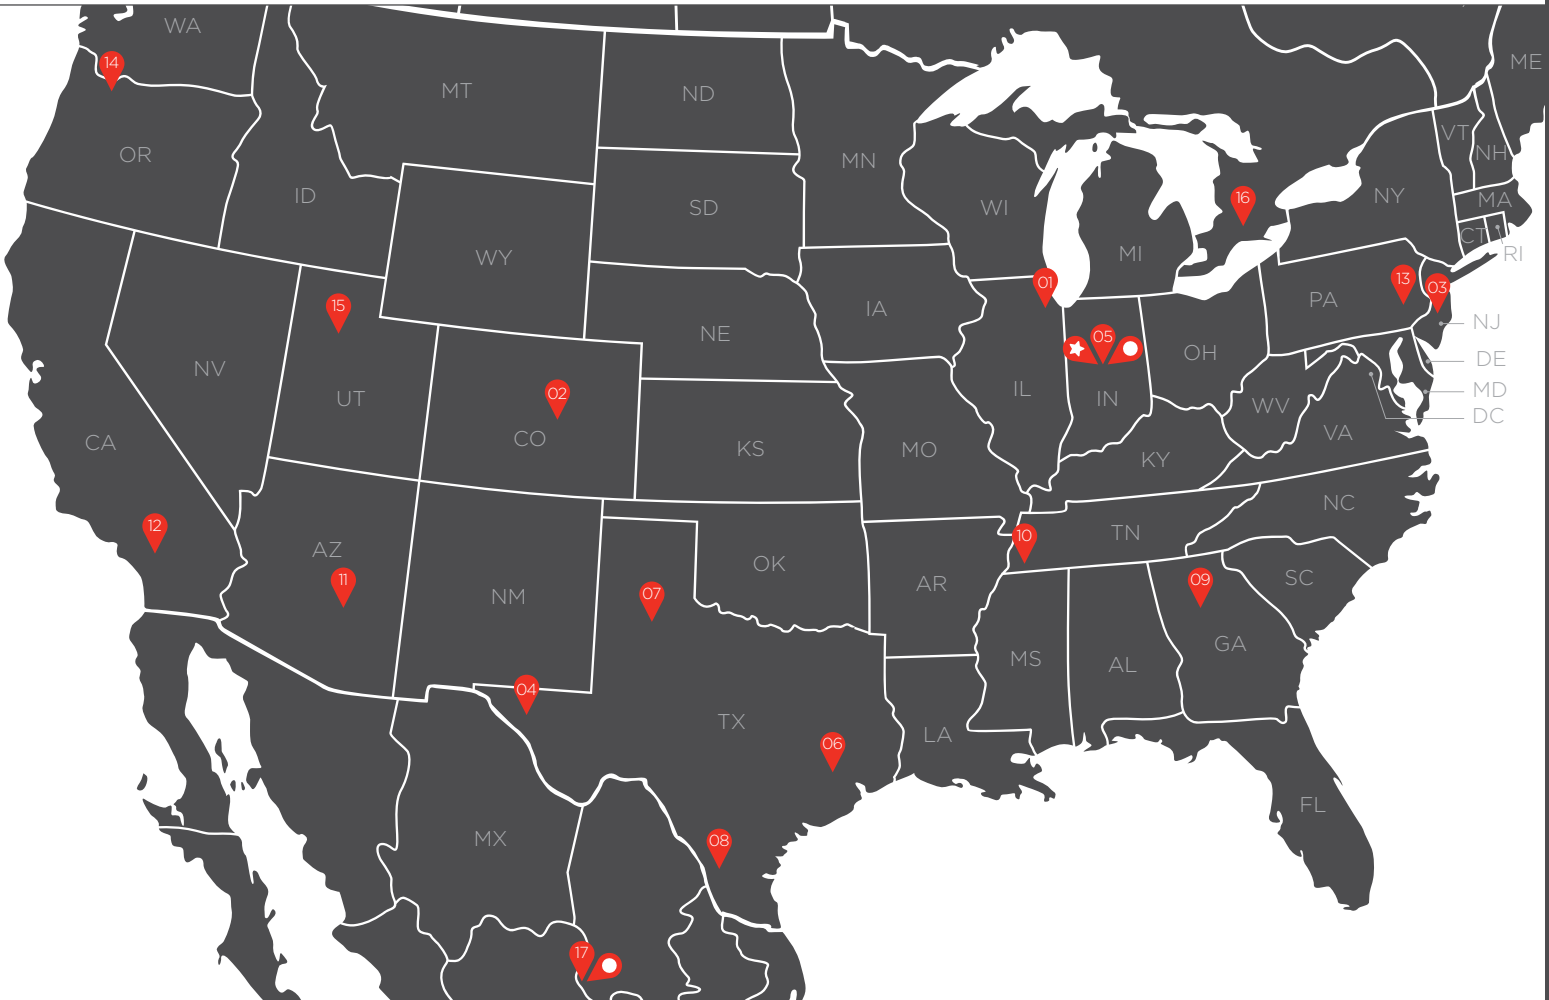 WA
14
MT
ND
ME
OR
MN
VT
NH
ID
SD
WI
16
NY
MA
CT
RI
WY
MI
15
IA
01
PA
13
03
NJ
NE
05
OH
DE
NV
UT
02
CO
IL
IN
WV
MD
DC
CA
KS
MO
KY
VA
12
AZ
11
NM
OK
AR
10
TN
NC
07
09
SC
04
TX
MS
AL
GA
06
LA
FL
MX
08
17